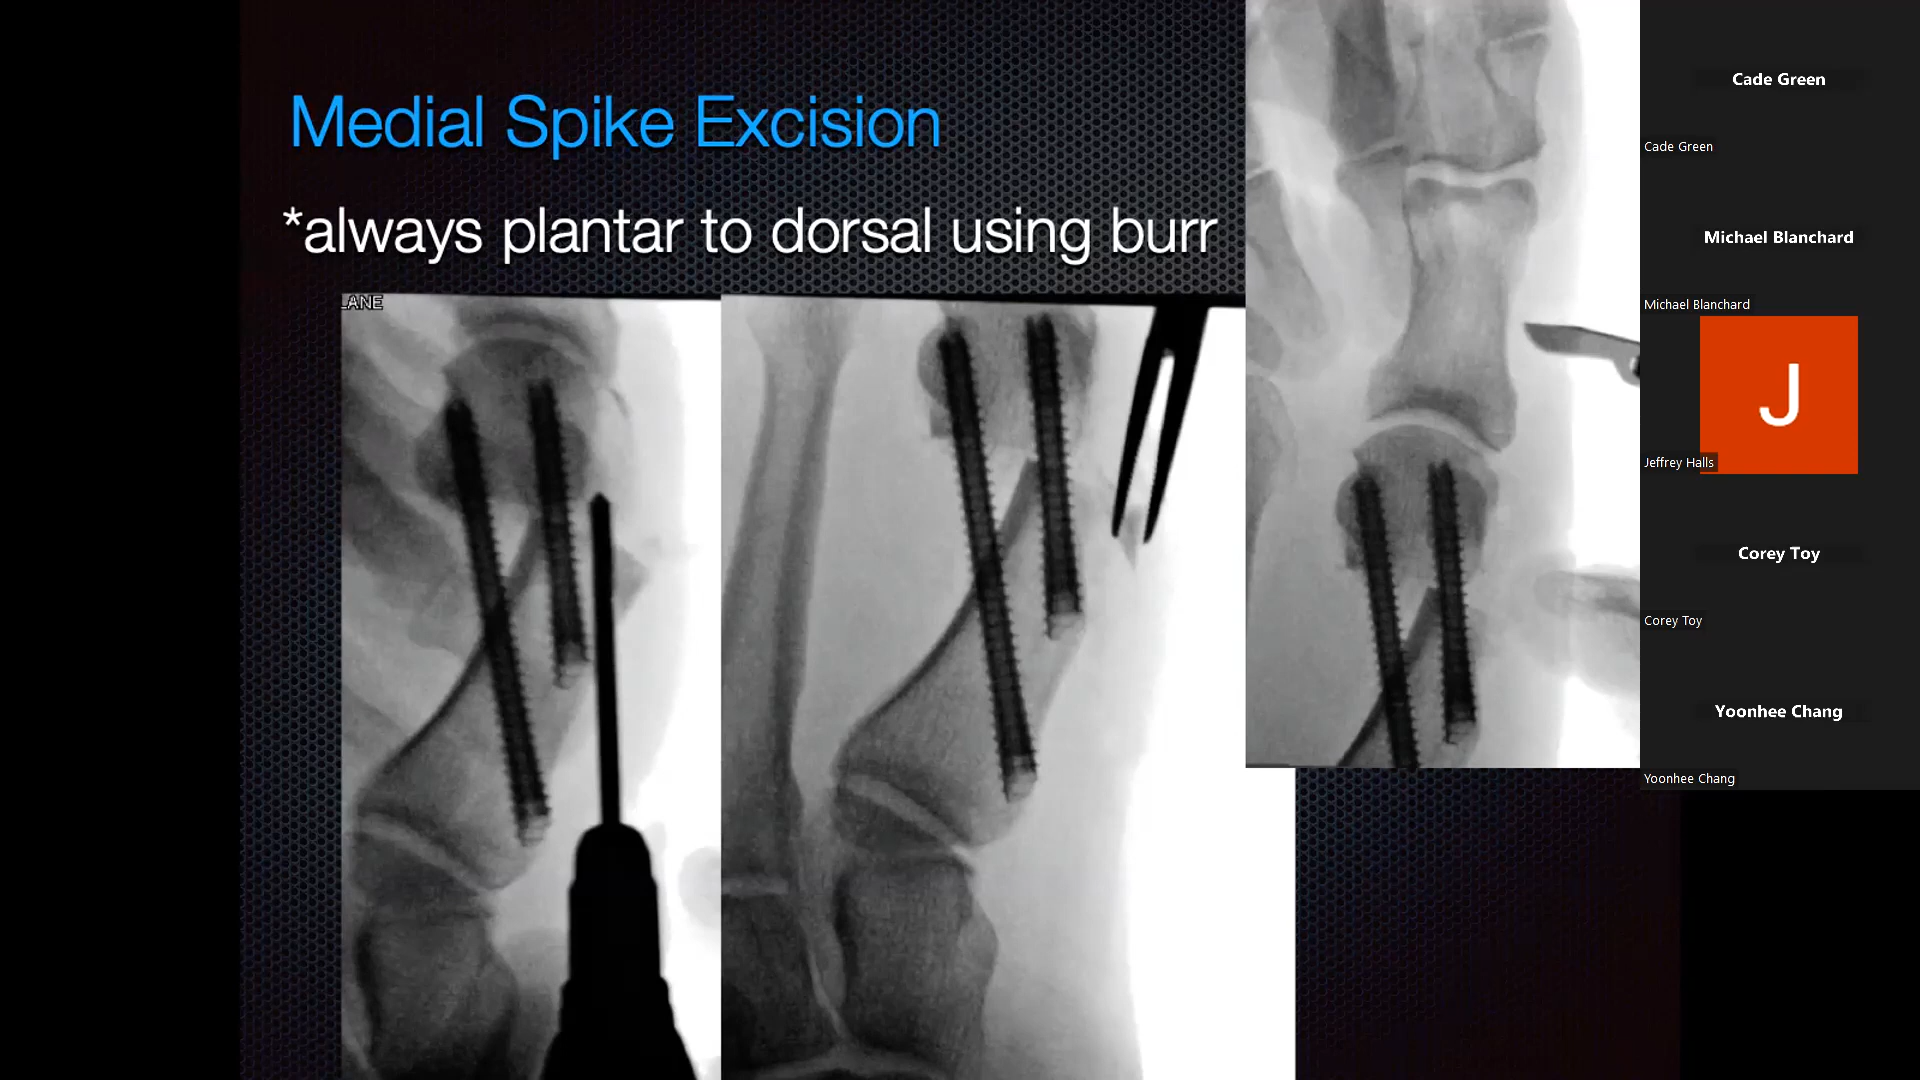 Medial Spike Excision
*always plantar to dorsal using burr
LANE
Cade Green
Cade Green
Michael Blanchard
Michael Blanchard
J
Jeffrey Halls
Corey Toy
Corey Toy
Yoonhee Chang
Yoonhee Chang